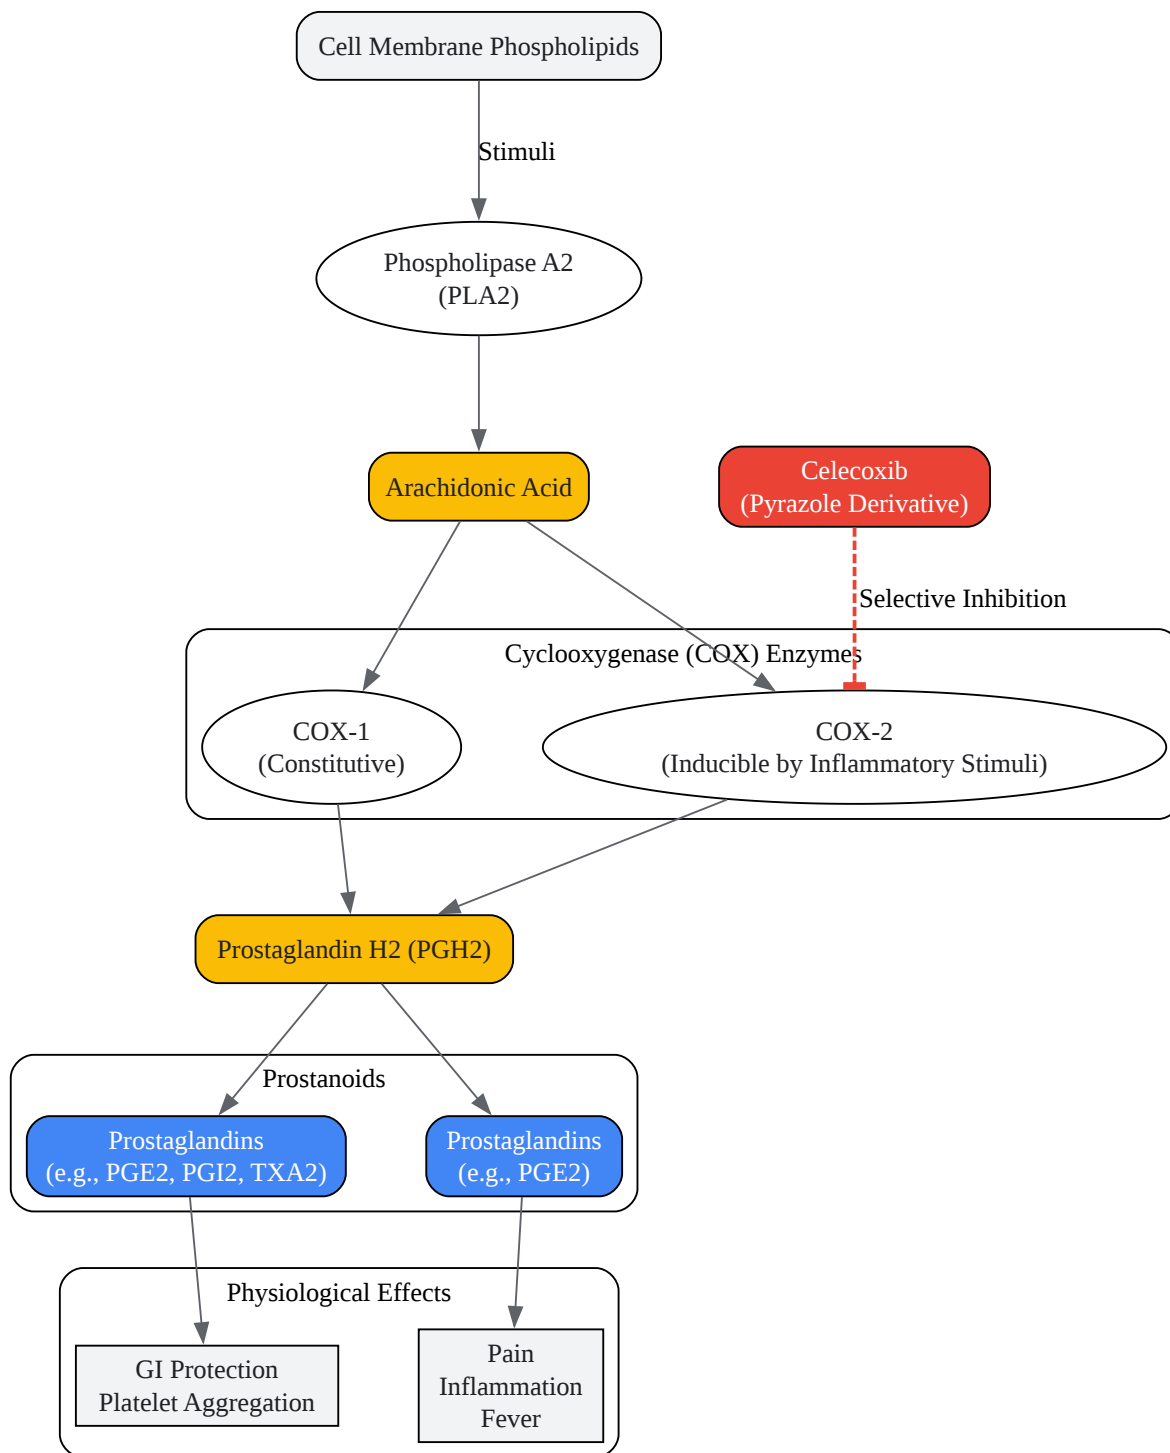 Cell Membrane Phospholipids
Stimuli
Phospholipase A2
(PLA2)
Arachidonic Acid
Celecoxib
(Pyrazole Derivative)
Selective Inhibition
Cyclooxygenase (COX) Enzymes
COX-1
(Constitutive)
COX-2
(Inducible by Inflammatory Stimuli)
Prostaglandin H2 (PGH2)
Prostanoids
Prostaglandins
(e.g., PGE2, PGI2, TXA2)
Prostaglandins
(e.g., PGE2)
Physiological Effects
GI Protection
Platelet Aggregation
Pain
Inflammation
Fever